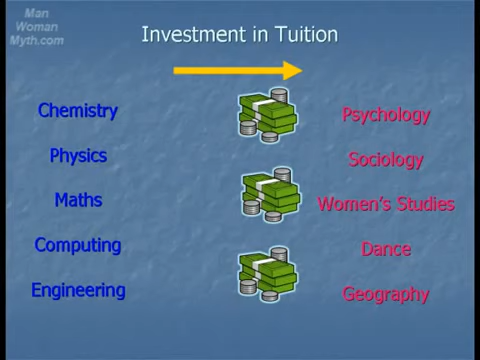 Man
Woman
Myth.com
Investment in Tuition
Chemistry
Physics
Maths
Computing
Engineering
Psychology
Sociology
Women's Studies
Dance
Geography